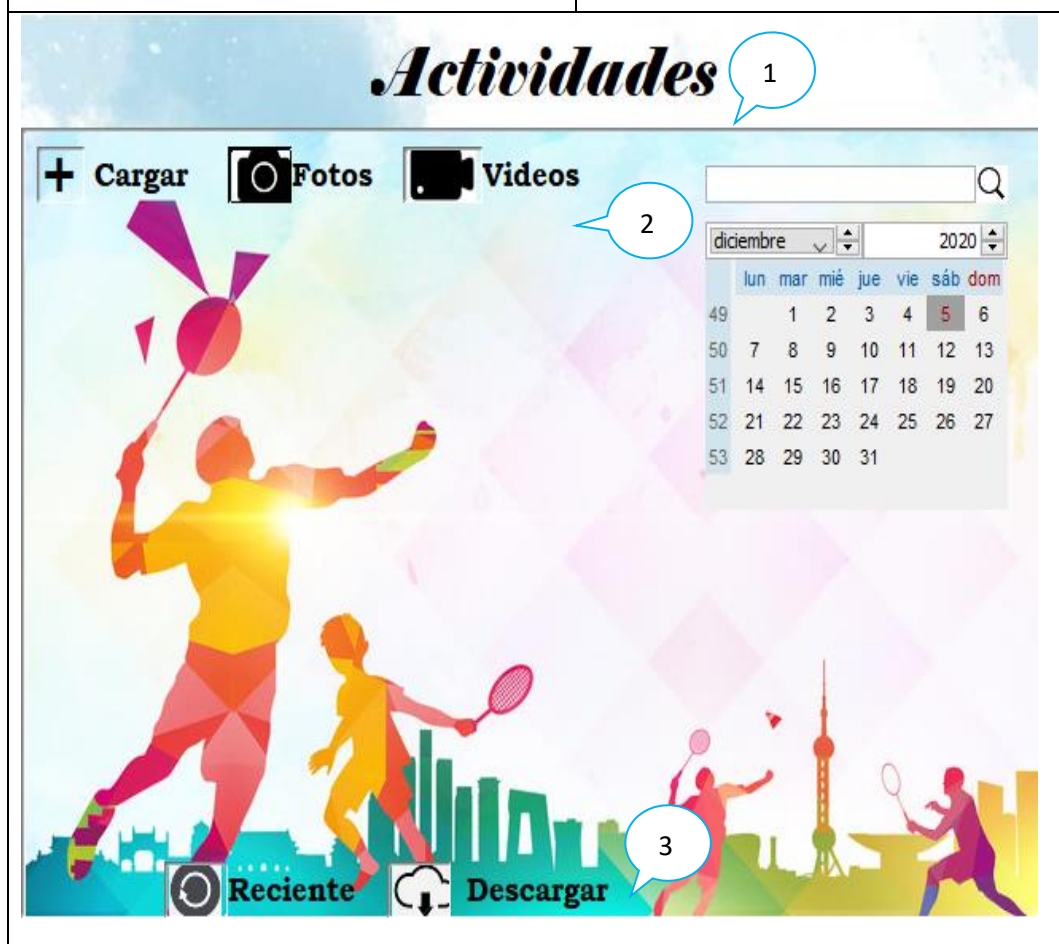 Actividades
1
Cargar Fotos Videos
2
diciembre 2020
lun mar mié jue vie sáb dom
49 1 2 3 4 5 6
50 7 8 9 10 11 12 13
51 14 15 16 17 18 19 20
52 21 22 23 24 25 26 27
53 28 29 30 31
3
Reciente Descargar